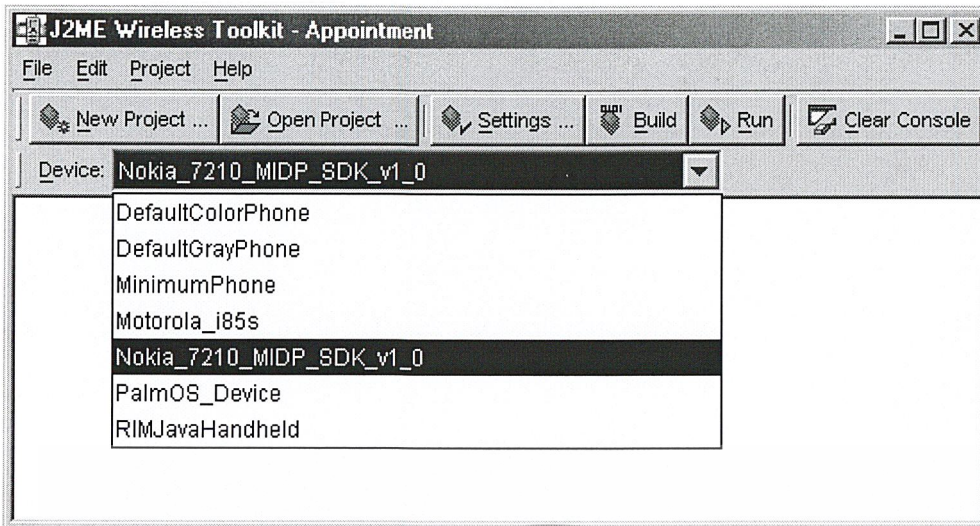 J2ME Wireless Toolkit - Appointment
File Edit Project Help
New Project ... Open Project ... Settings ... Build Run Clear Console
Device: Nokia_7210_MIDP_SDK_v1_0
DefaultColorPhone
DefaultGrayPhone
MinimumPhone
Motorola_i85s
Nokia_7210_MIDP_SDK_v1_0
PalmOS_Device
RIMJavaHandheld